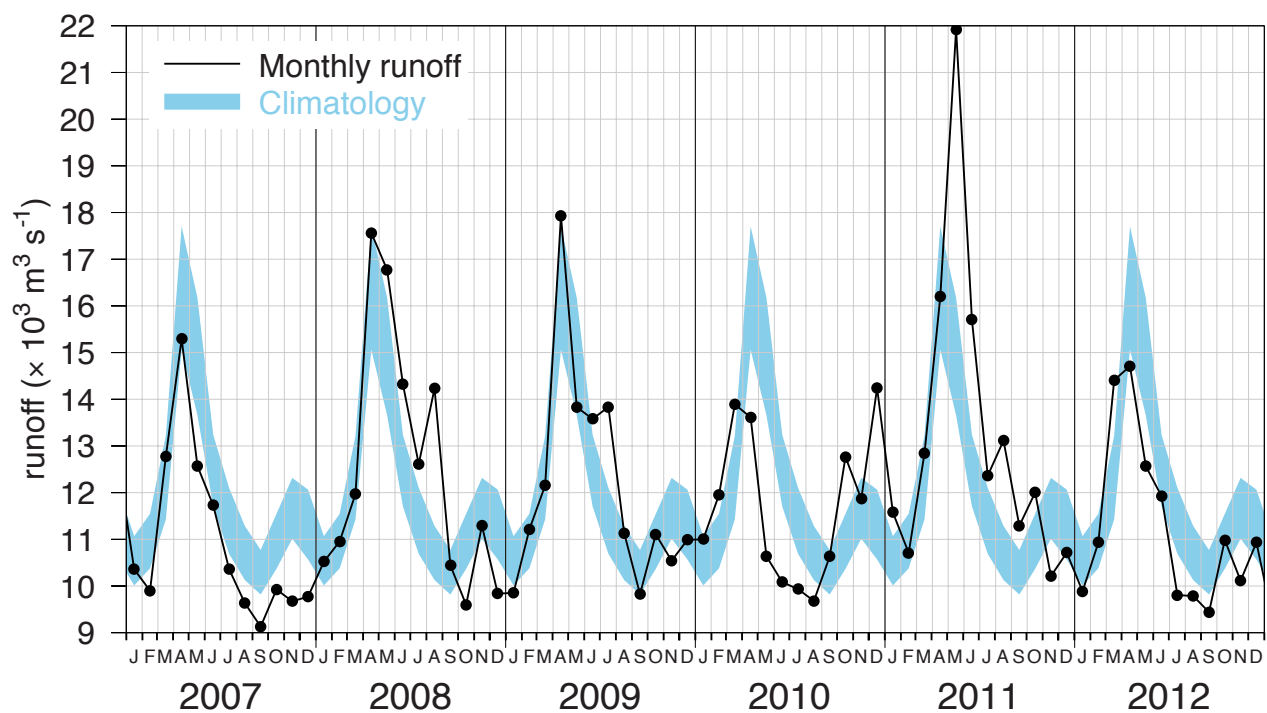 22
21
20
19
18
17
16
15
14
13
12
11
10
9
runoff (× 10³ m³ s⁻¹)
Monthly runoff
Climatology
J F M A M J J A S O N D J F M A M J J A S O N D J F M A M J J A S O N D J F M A M J J A S O N D J F M A M J J A S O N D J F M A M J J A S O N D
2007 2008 2009 2010 2011 2012